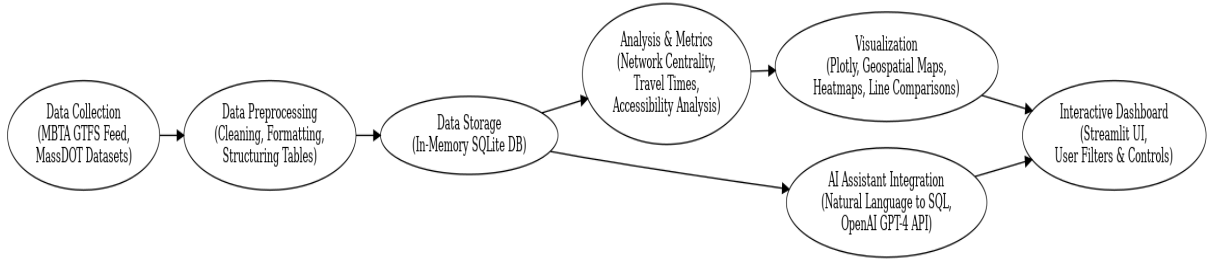 Data Collection
(MBTA GTFS Feed,
MassDOT Datasets)
Data Preprocessing
(Cleaning, Formatting,
Structuring Tables)
Data Storage
(In-Memory SQLite DB)
Analysis & Metrics
(Network Centrality,
Travel Times,
Accessibility Analysis)
Visualization
(Plotly, Geospatial Maps,
Heatmaps, Line Comparisons)
AI Assistant Integration
(Natural Language to SQL,
OpenAI GPT-4 API)
Interactive Dashboard
(Streamlit UI,
User Filters & Controls)